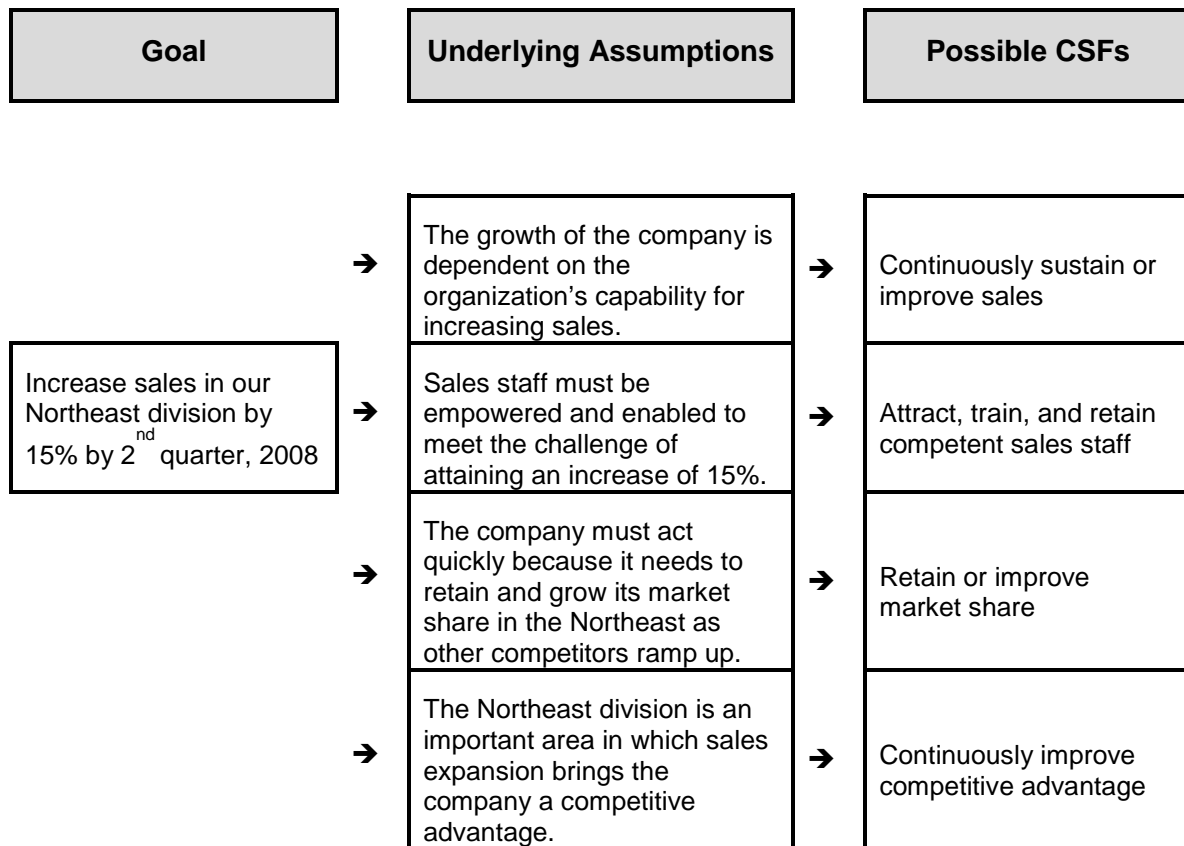 Goal
Underlying Assumptions
Possible CSFs
The growth of the company is
dependent on the
organization’s capability for
increasing sales.
Continuously sustain or
improve sales
Increase sales in our
Northeast division by
15% by 2nd quarter, 2008
Sales staff must be
empowered and enabled to
meet the challenge of
attaining an increase of 15%.
Attract, train, and retain
competent sales staff
The company must act
quickly because it needs to
retain and grow its market
share in the Northeast as
other competitors ramp up.
Retain or improve
market share
The Northeast division is an
important area in which sales
expansion brings the
company a competitive
advantage.
Continuously improve
competitive advantage